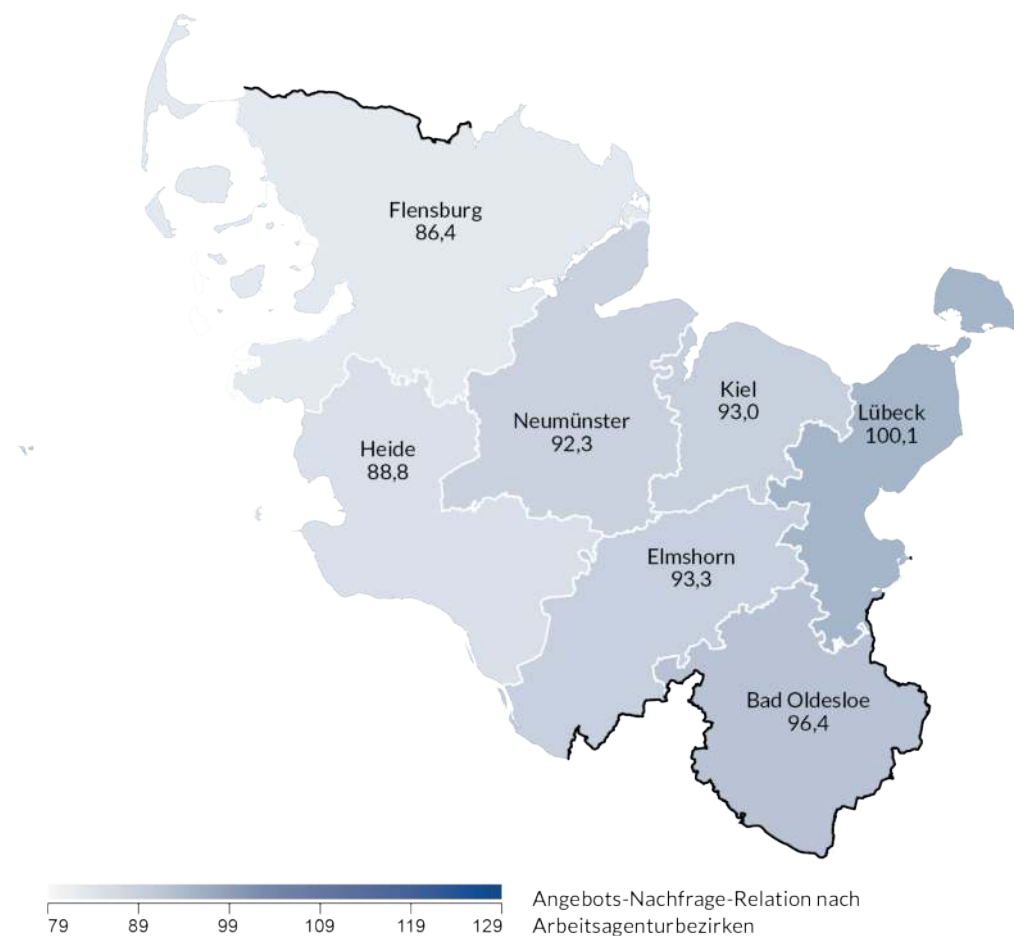 Flensburg
86,4
Kiel
93,0
Lübeck
100,1
Neumünster
92,3
Heide
88,8
Elmshorn
93,3
Bad Oldesloe
96,4
79 89 99 109 119 129
Angebots-Nachfrage-Relation nach
Arbeitsagenturbezirken